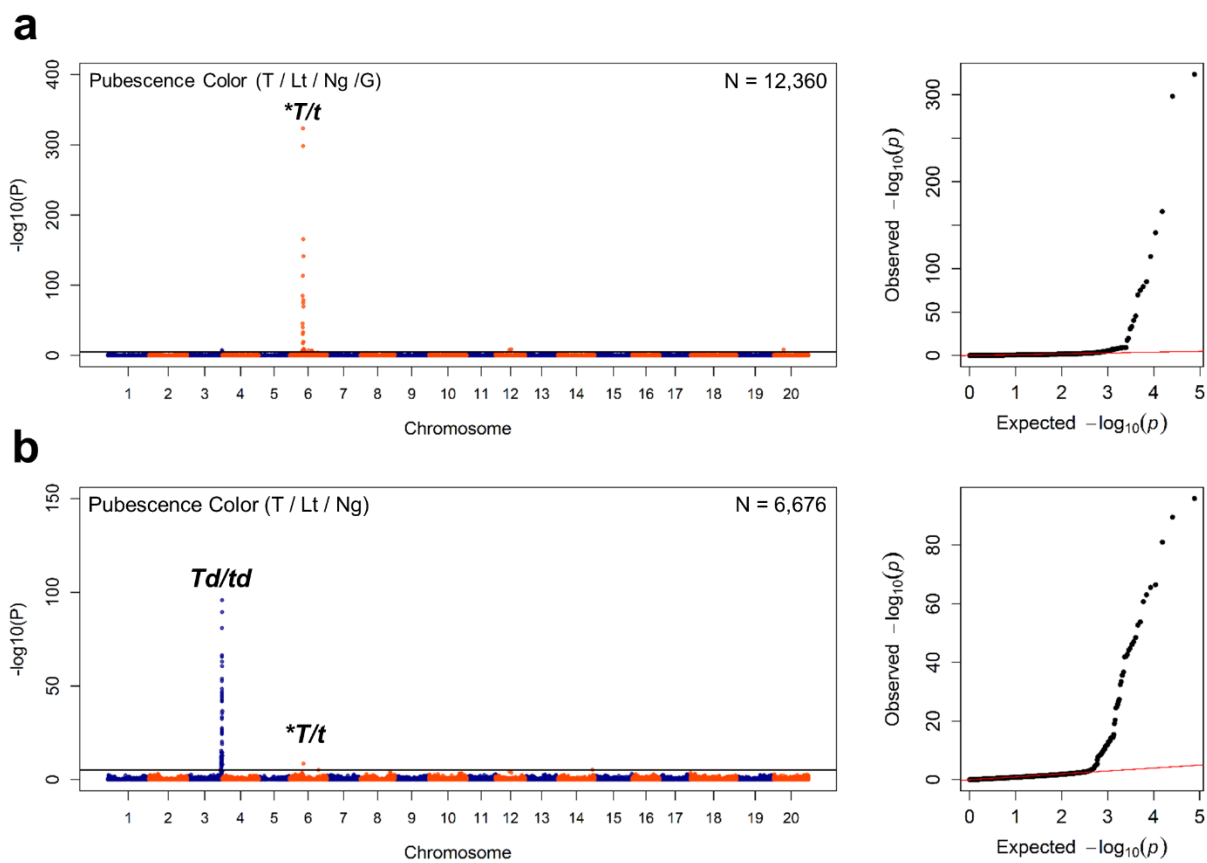 a
Pubescence Color (T / Lt / Ng /G)
N = 12,360
*T/t
-log10(P)
400
300
200
100
0
1 2 3 4 5 6 7 8 9 10 11 12 13 14 15 16 17 18 20
Chromosome
Observed −log10(p)
300
200
100
50
0
0 1 2 3 4 5
Expected −log10(p)
b
Pubescence Color (T / Lt / Ng)
N = 6,676
Td/td
*T/t
-log10(P)
150
100
50
0
1 2 3 4 5 6 7 8 9 10 11 12 13 14 15 16 17 18 20
Chromosome
Observed −log10(p)
80
60
40
20
0
0 1 2 3 4 5
Expected −log10(p)